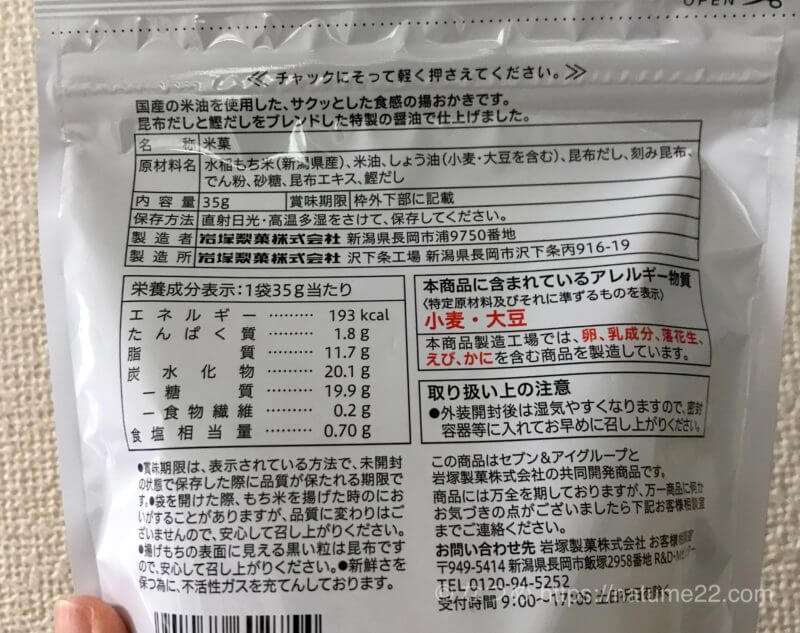 OPEN
≪ チャックにそって軽く押さえてください。≫
国産の米油を使用した、サクッとした食感の揚おかきです。
昆布だしと鰹だしをブレンドした特製の醤油で仕上げました。
名称 米菓
原材料名 水稲もち米(新潟県産)、米油、しょう油(小麦・大豆を含む)、昆布だし、刻み昆布、
でん粉、砂糖、昆布エキス、鰹だし
内容量 35g 賞味期限 枠外下部に記載
保存方法 直射日光・高温多湿をさけて、保存してください。
製造者 岩塚製菓株式会社 新潟県長岡市浦9750番地
製造所 岩塚製菓株式会社 沢下条工場 新潟県長岡市沢下条丙916-19
栄養成分表示:1袋35g当たり
エネルギー ……… 193 kcal
たんぱく質 ……… 1.8 g
脂質 ……… 11.7 g
炭水化物 ……… 20.1 g
ー糖質 ……… 19.9 g
ー食物繊維 ……… 0.2 g
食塩相当量 ……… 0.70 g
本商品に含まれているアレルギー物質
〈特定原材料及びそれに準ずるものを表示〉
小麦・大豆
本商品製造工場では、卵、乳成分、落花生、
えび、かにを含む商品を製造しています。
取り扱い上の注意
●外装開封後は湿気やすくなりますので、密封
容器等に入れてお早めに召し上がりください。
●賞味期限は、表示されている方法で、未開封
の状態で保存した際に品質が保たれる期限で
す。●袋を開けた際、もち米を揚げた時のにお
いがすることがありますが、品質に変わりはご
ざいませんので、安心して召し上がりください。
●揚げもちの表面に見える黒い粒は昆布です
ので、安心して召し上がりください。●新鮮さを
保つ為に、不活性ガスを充てんしております。
この商品はセブン&アイグループと
岩塚製菓株式会社の共同開発商品です。
商品には万全を期しておりますが、万一商品に何か
お気づきの点がございましたら下記お客様相談室
までご連絡ください。
お問い合わせ先 岩塚製菓株式会社 お客様相談室
〒949-5414 新潟県長岡市飯塚2958番地 R&D・Mセンター
TEL 0120-94-5252
受付時間 9:00~17:00 土日祝日を除く
https://natume22.com